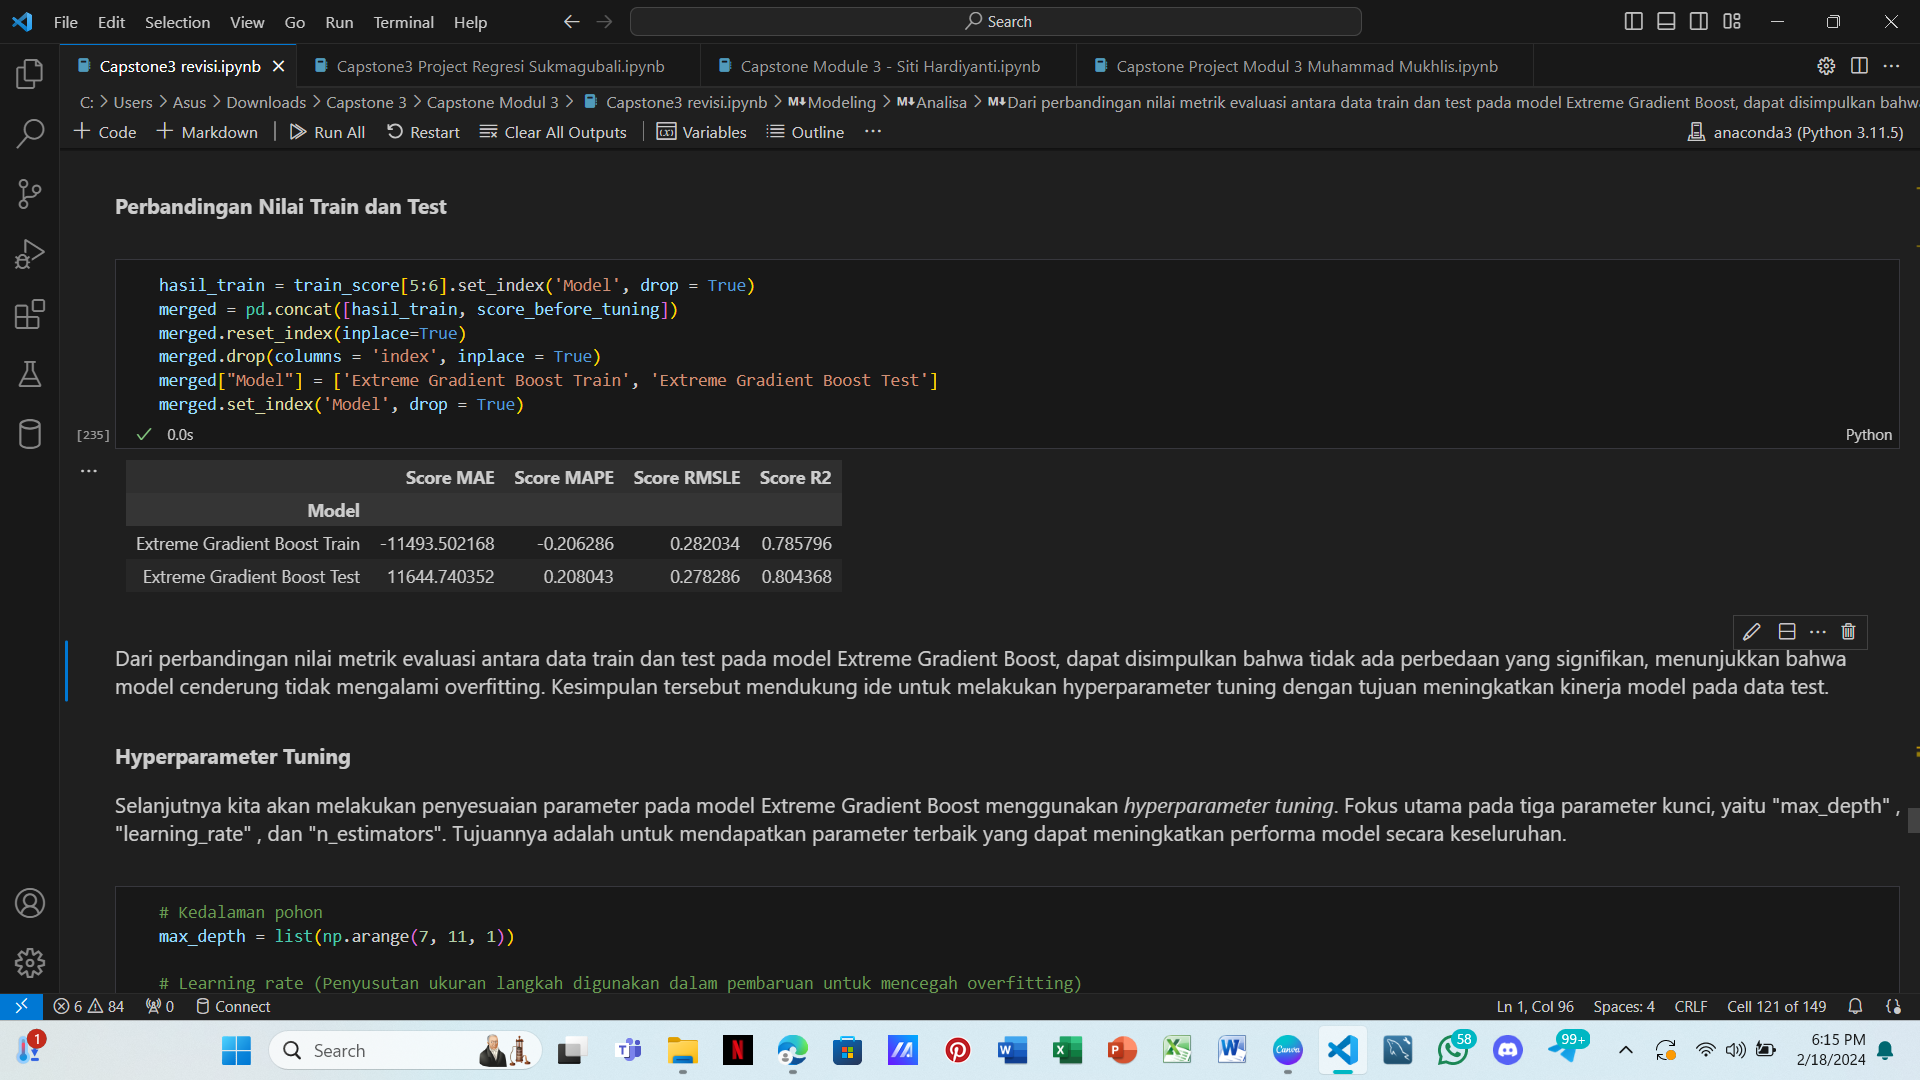 File Edit Selection View Go Run Terminal Help Search
Capstone3 revisi.ipynb Capstone3 Project Regresi Sukmagubali.ipynb Capstone Module 3 - Siti Hardiyanti.ipynb Capstone Project Modul 3 Muhammad Mukhlis.ipynb
C: > Users > Asus > Downloads > Capstone 3 > Capstone Modul 3 > Capstone3 revisi.ipynb > M↓Modeling > M↓Analisa > M↓Dari perbandingan nilai metrik evaluasi antara data train dan test pada model Extreme Gradient Boost, dapat disimpulkan bahw
+ Code + Markdown | Run All Restart Clear All Outputs | Variables Outline ... anaconda3 (Python 3.11.5)
Perbandingan Nilai Train dan Test
hasil_train = train_score[5:6].set_index('Model', drop = True)
merged = pd.concat([hasil_train, score_before_tuning])
merged.reset_index(inplace=True)
merged.drop(columns = 'index', inplace = True)
merged["Model"] = ['Extreme Gradient Boost Train', 'Extreme Gradient Boost Test']
merged.set_index('Model', drop = True)
[235] ✓ 0.0s Python
...
Score MAE Score MAPE Score RMSLE Score R2
Model
Extreme Gradient Boost Train -11493.502168 -0.206286 0.282034 0.785796
Extreme Gradient Boost Test 11644.740352 0.208043 0.278286 0.804368
Dari perbandingan nilai metrik evaluasi antara data train dan test pada model Extreme Gradient Boost, dapat disimpulkan bahwa tidak ada perbedaan yang signifikan, menunjukkan bahwa
model cenderung tidak mengalami overfitting. Kesimpulan tersebut mendukung ide untuk melakukan hyperparameter tuning dengan tujuan meningkatkan kinerja model pada data test.
Hyperparameter Tuning
Selanjutnya kita akan melakukan penyesuaian parameter pada model Extreme Gradient Boost menggunakan hyperparameter tuning. Fokus utama pada tiga parameter kunci, yaitu "max_depth" ,
"learning_rate" , dan "n_estimators". Tujuannya adalah untuk mendapatkan parameter terbaik yang dapat meningkatkan performa model secara keseluruhan.
# Kedalaman pohon
max_depth = list(np.arange(7, 11, 1))
# Learning rate (Penyusutan ukuran langkah digunakan dalam pembaruan untuk mencegah overfitting)
6 84 0 Connect Ln 1, Col 96 Spaces: 4 CRLF Cell 121 of 149
1 Search Canva 58 99+ 6:15 PM
2/18/2024